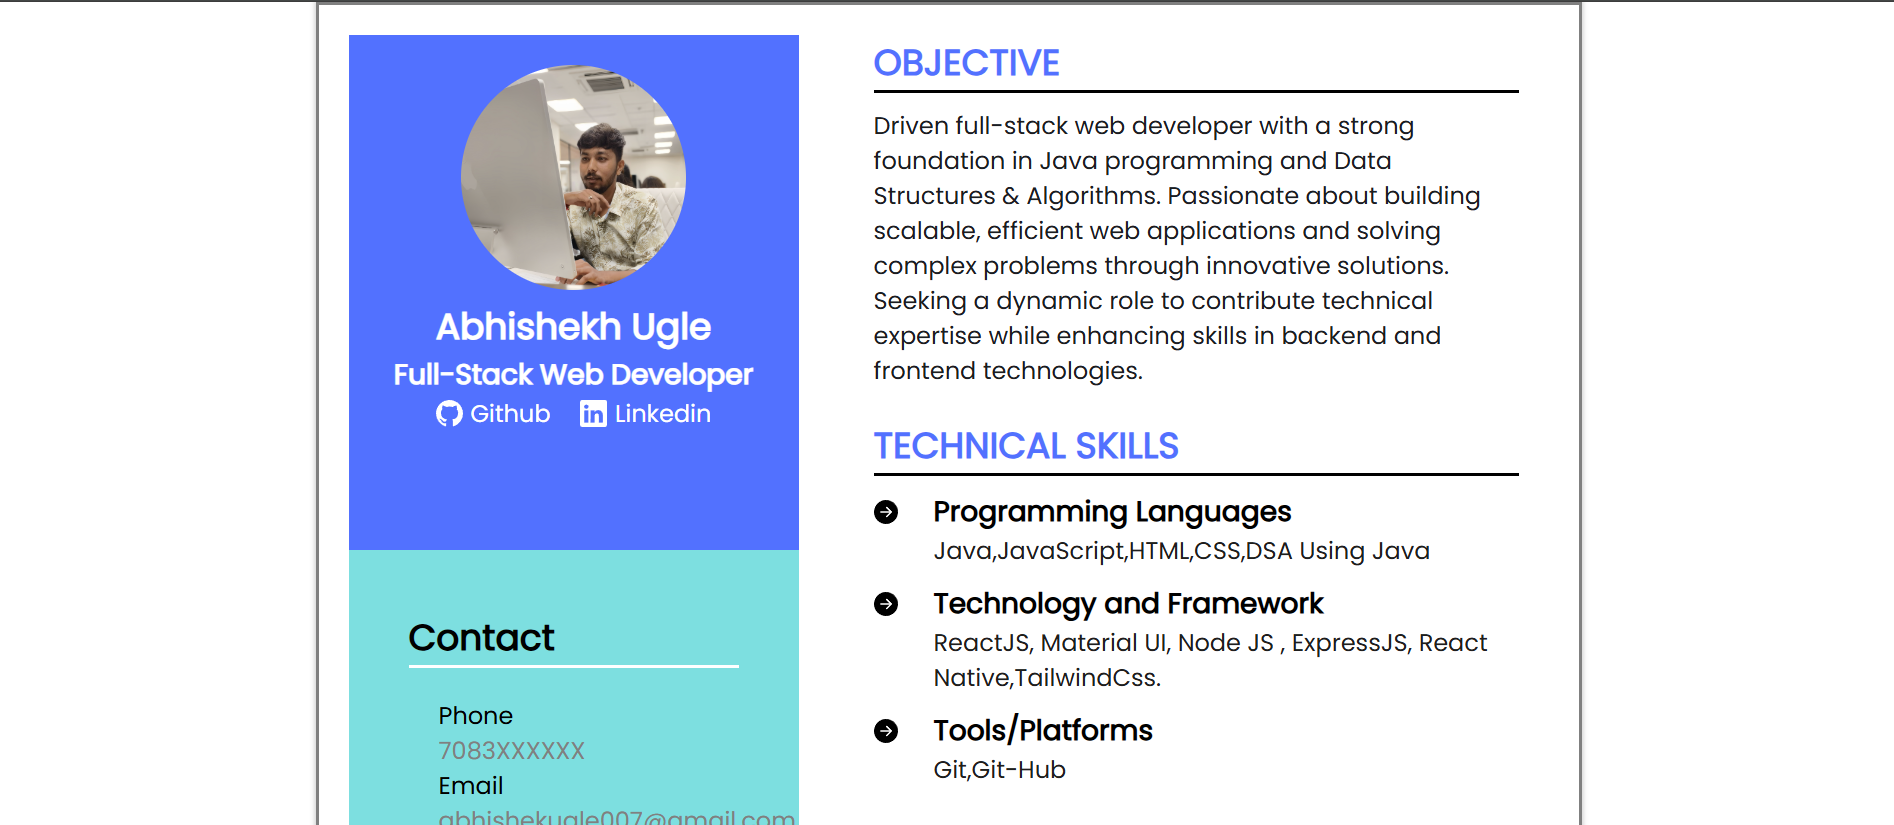 Abhishekh Ugle
Full-Stack Web Developer
Github Linkedin
Contact
Phone
7083XXXXXX
Email
abhishekugle007@gmail.com
OBJECTIVE
Driven full-stack web developer with a strong
foundation in Java programming and Data
Structures & Algorithms. Passionate about building
scalable, efficient web applications and solving
complex problems through innovative solutions.
Seeking a dynamic role to contribute technical
expertise while enhancing skills in backend and
frontend technologies.
TECHNICAL SKILLS
Programming Languages
Java,JavaScript,HTML,CSS,DSA Using Java
Technology and Framework
ReactJS, Material UI, Node JS , ExpressJS, React
Native,TailwindCss.
Tools/Platforms
Git,Git-Hub